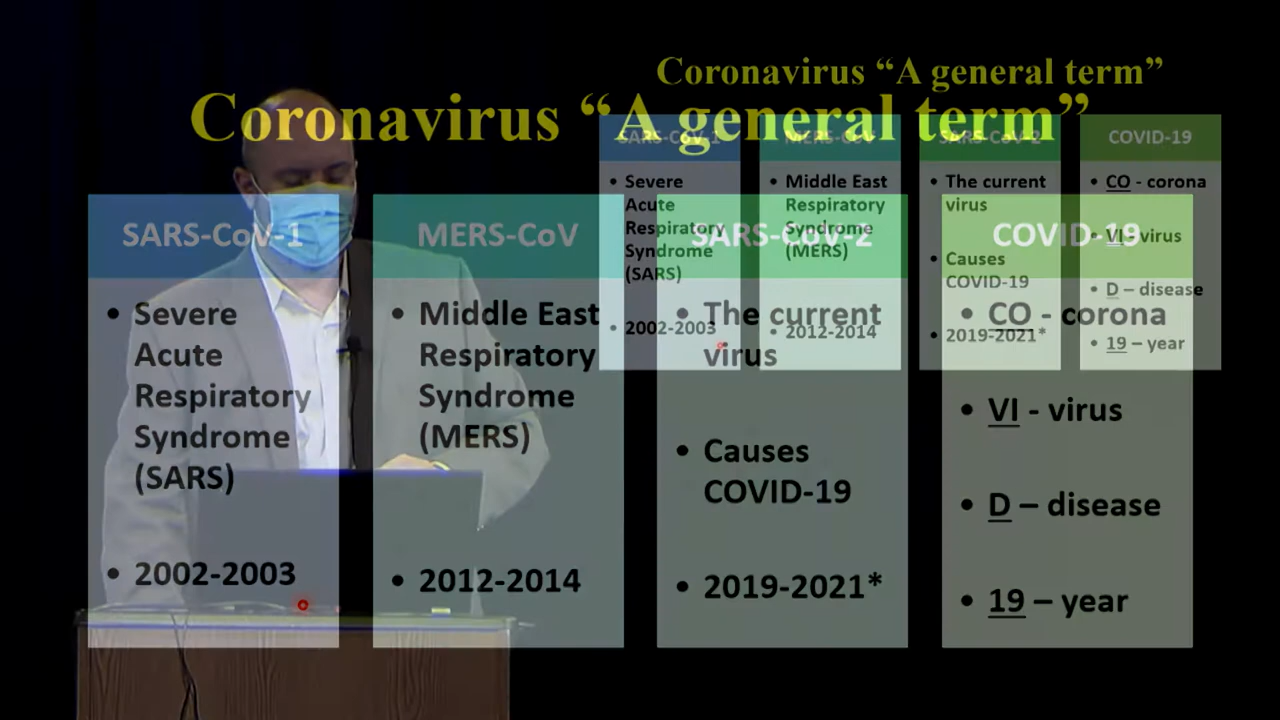 Coronavirus “A general term”
Coronavirus “A general term”
SARS-CoV-1
MERS-CoV
SARS-CoV-2
COVID-19
• Severe
Acute
Respiratory
Syndrome
(SARS)
• 2002-2003
• Middle East
Respiratory
Syndrome
(MERS)
• 2012-2014
• The current
virus
• Causes
COVID-19
• 2019-2021*
• CO - corona
• VI - virus
• D – disease
• 19 – year
SARS-CoV-1
MERS-CoV
SARS-CoV-2
COVID-19
• Severe
Acute
Respiratory
Syndrome
(SARS)
• 2002-2003
• Middle East
Respiratory
Syndrome
(MERS)
• 2012-2014
• The current
virus
• Causes
COVID-19
• 2019-2021*
• CO - corona
• VI - virus
• D – disease
• 19 – year